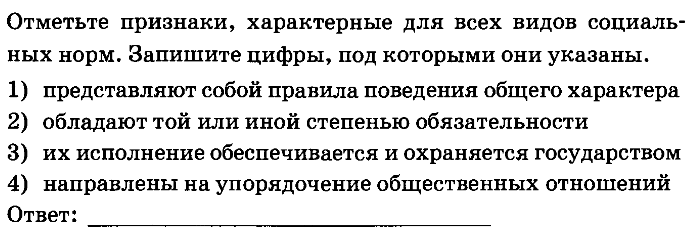 Отметьте признаки, характерные для всех видов социаль-
ных норм. Запишите цифры, под которыми они указаны.
1) представляют собой правила поведения общего характера
2) обладают той или иной степенью обязательности
3) их исполнение обеспечивается и охраняется государством
4) направлены на упорядочение общественных отношений
Ответ: